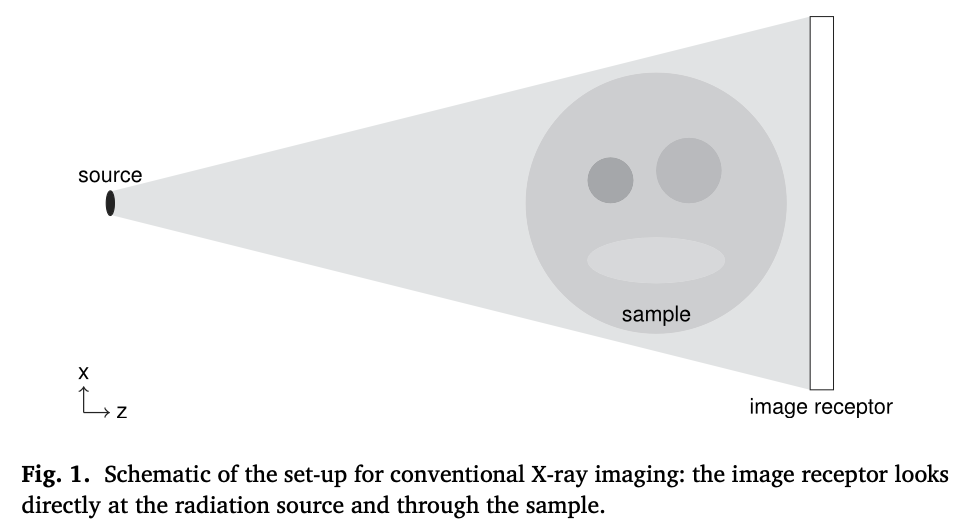 source
sample
x
z
image receptor
Fig. 1. Schematic of the set-up for conventional X-ray imaging: the image receptor looks
directly at the radiation source and through the sample.